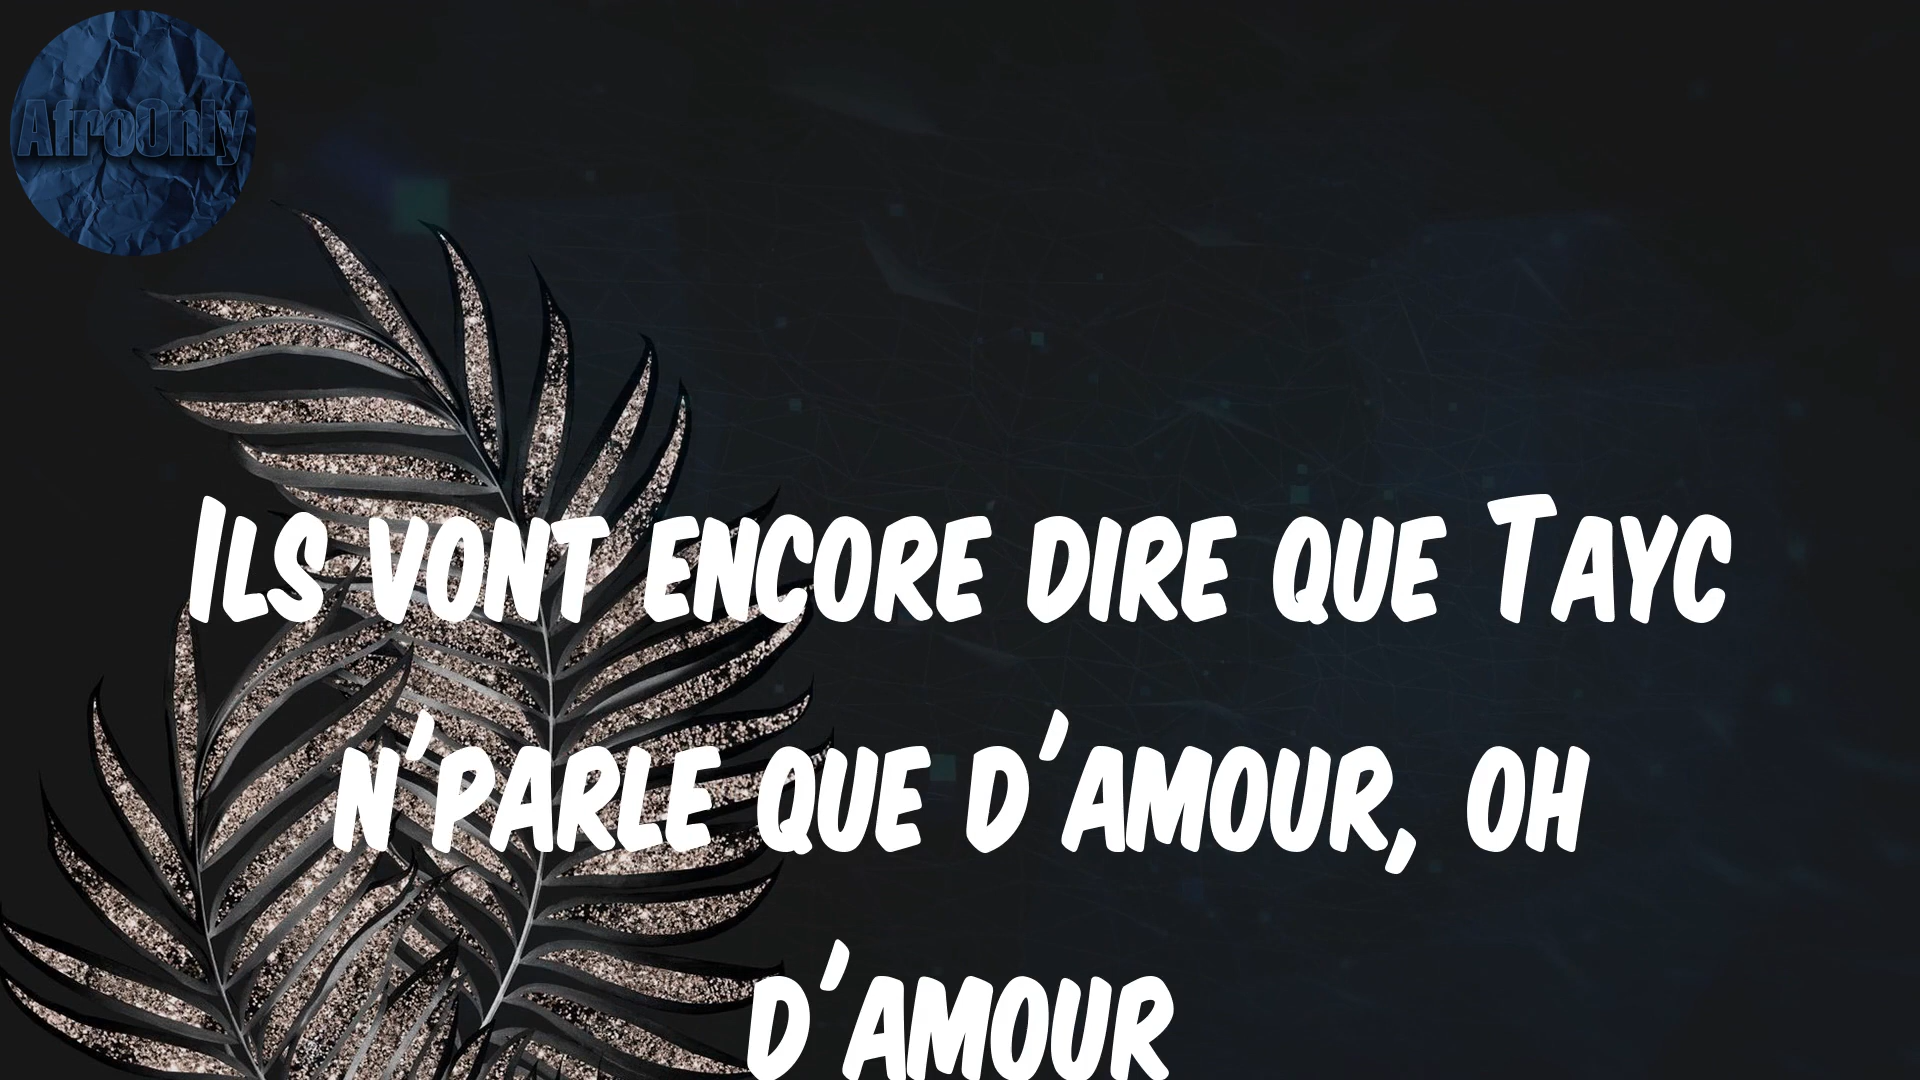 AfroOnly
Ils vont encore dire que Tayc
n'parle que d'amour, oh
d'amour